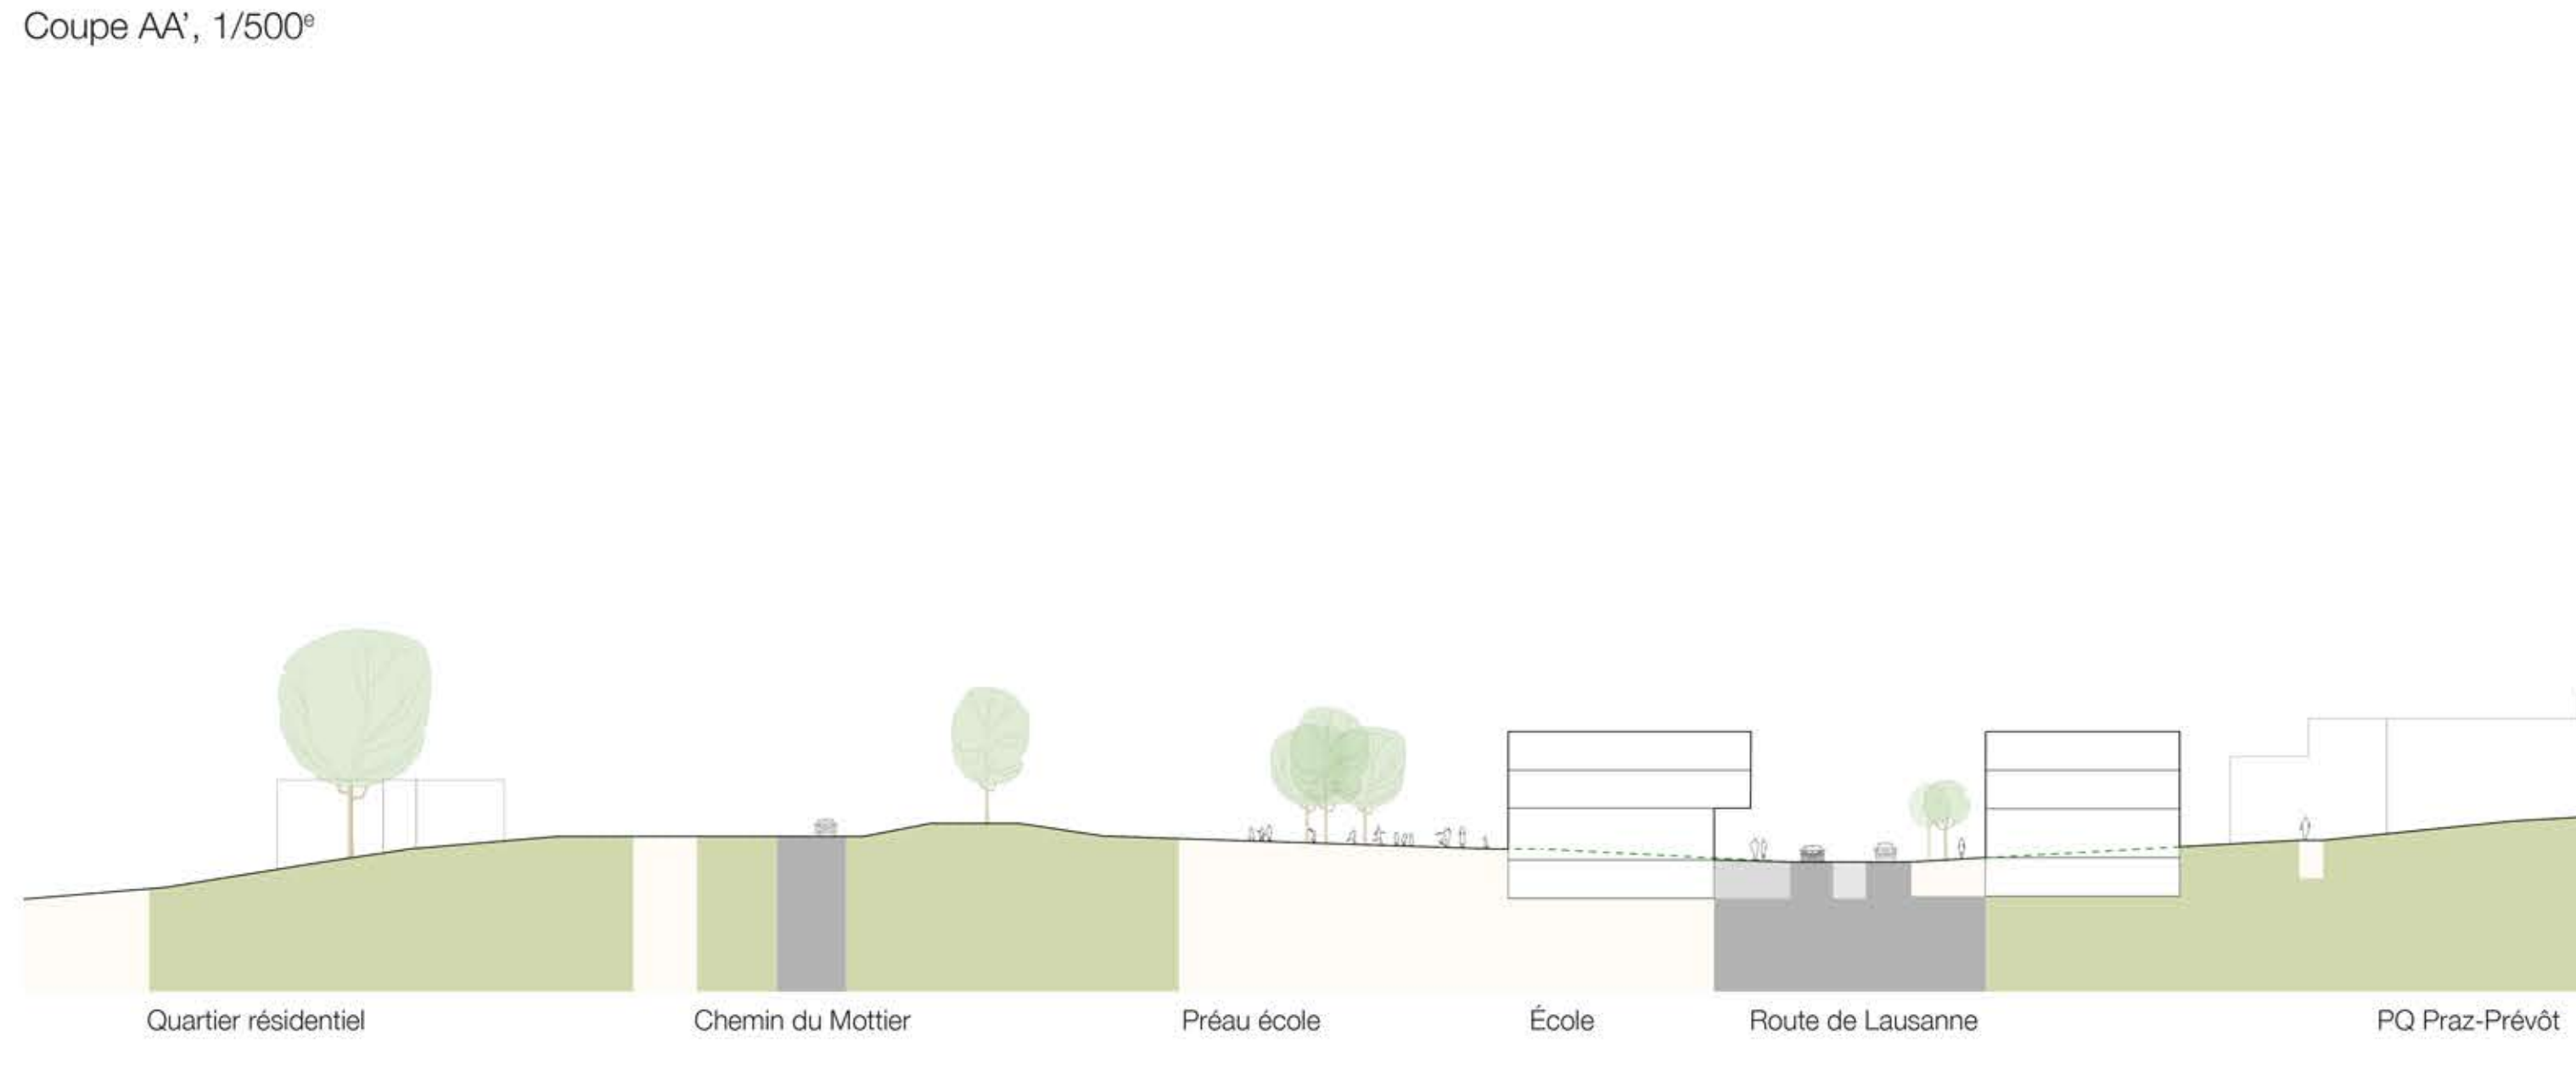 Coupe AA’, 1/500e
Quartier résidentiel
Chemin du Mottier
Préau école
École
Route de Lausanne
PQ Praz-Prévôt